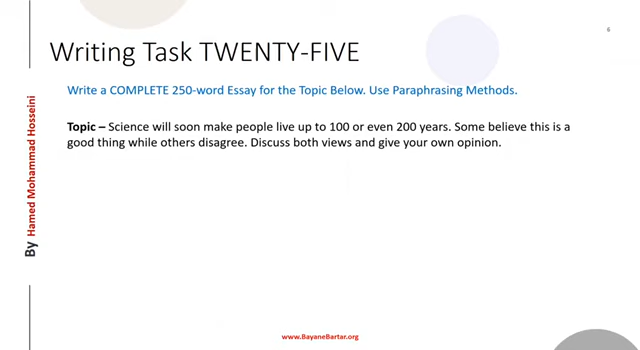 6
Writing Task TWENTY-FIVE
Write a COMPLETE 250-word Essay for the Topic Below. Use Paraphrasing Methods.
Topic – Science will soon make people live up to 100 or even 200 years. Some believe this is a
good thing while others disagree. Discuss both views and give your own opinion.
By Hamed Mohammad Hosseini
www.BayaneBartar.org